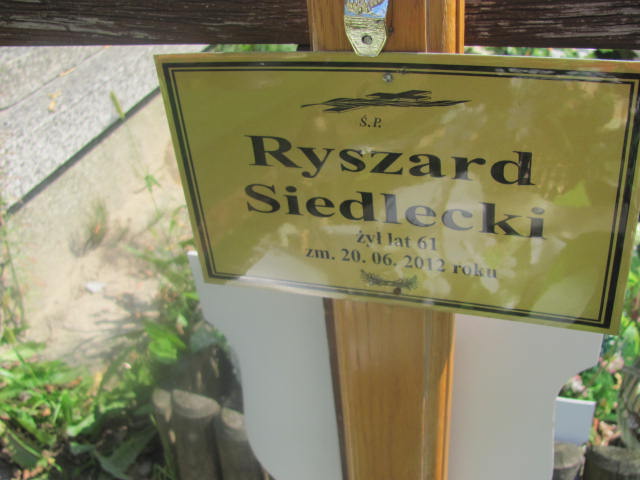 Ś.P.
Ryszard
Siedlecki
żył lat 61
zm. 20. 06. 2012 roku